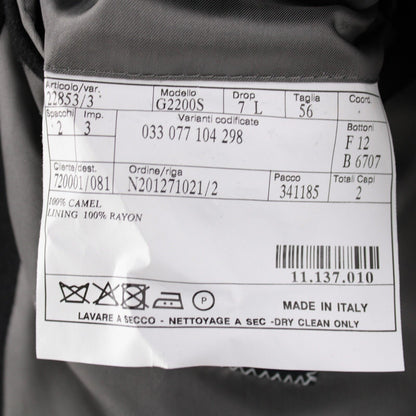 Articolo/var. Modello Drop Taglia Coord.
22853/3 G2200S 7 L 56
Spacchi Imp. Varianti codificate Bottoni
2 3 033 077 104 298 F 12
B 6707
Cliente/dest. Ordine/riga Pacco Totali Capi
720001/081 N201271021/2 341185 2
100% CAMEL
LINING 100% RAYON
11.137.010
P
MADE IN ITALY
LAVARE A SECCO - NETTOYAGE A SEC -DRY CLEAN ONLY